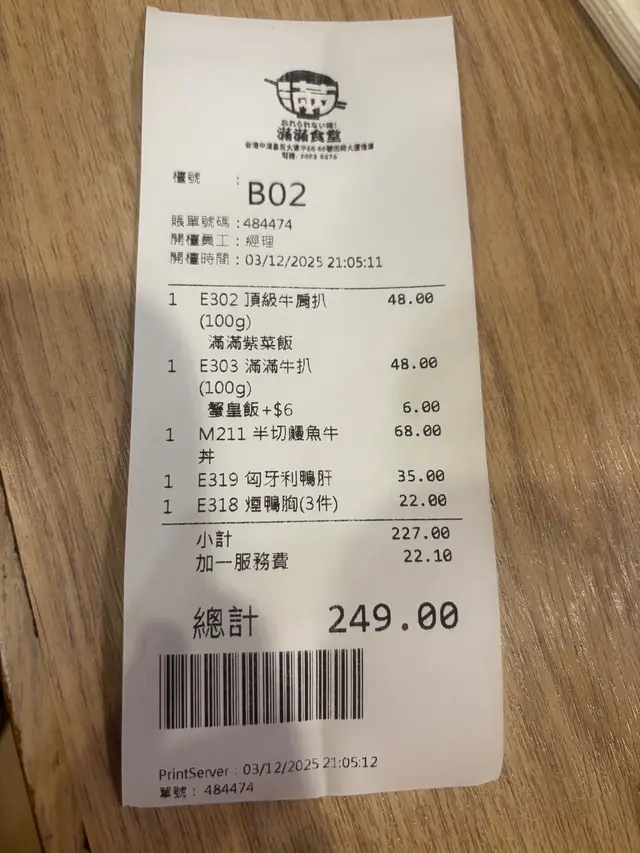 滿
忘れられない味!
滿滿食堂
檯號 :
B02
賬單號碼 : 484474
開檯員工 : 經理
開檯時間 : 03/12/2025 21:05:11
1 E302 頂級牛肩扒 48.00
(100g)
滿滿紫菜飯
1 E303 滿滿牛扒 48.00
(100g)
蟹皇飯+$6 6.00
1 M211 半切鰻魚牛 68.00
丼
1 E319 匈牙利鴨肝 35.00
1 E318 煙鴨胸(3件) 22.00
小計 227.00
加一服務費 22.10
總計 249.00
PrintServer : 03/12/2025 21:05:12
單號 : 484474